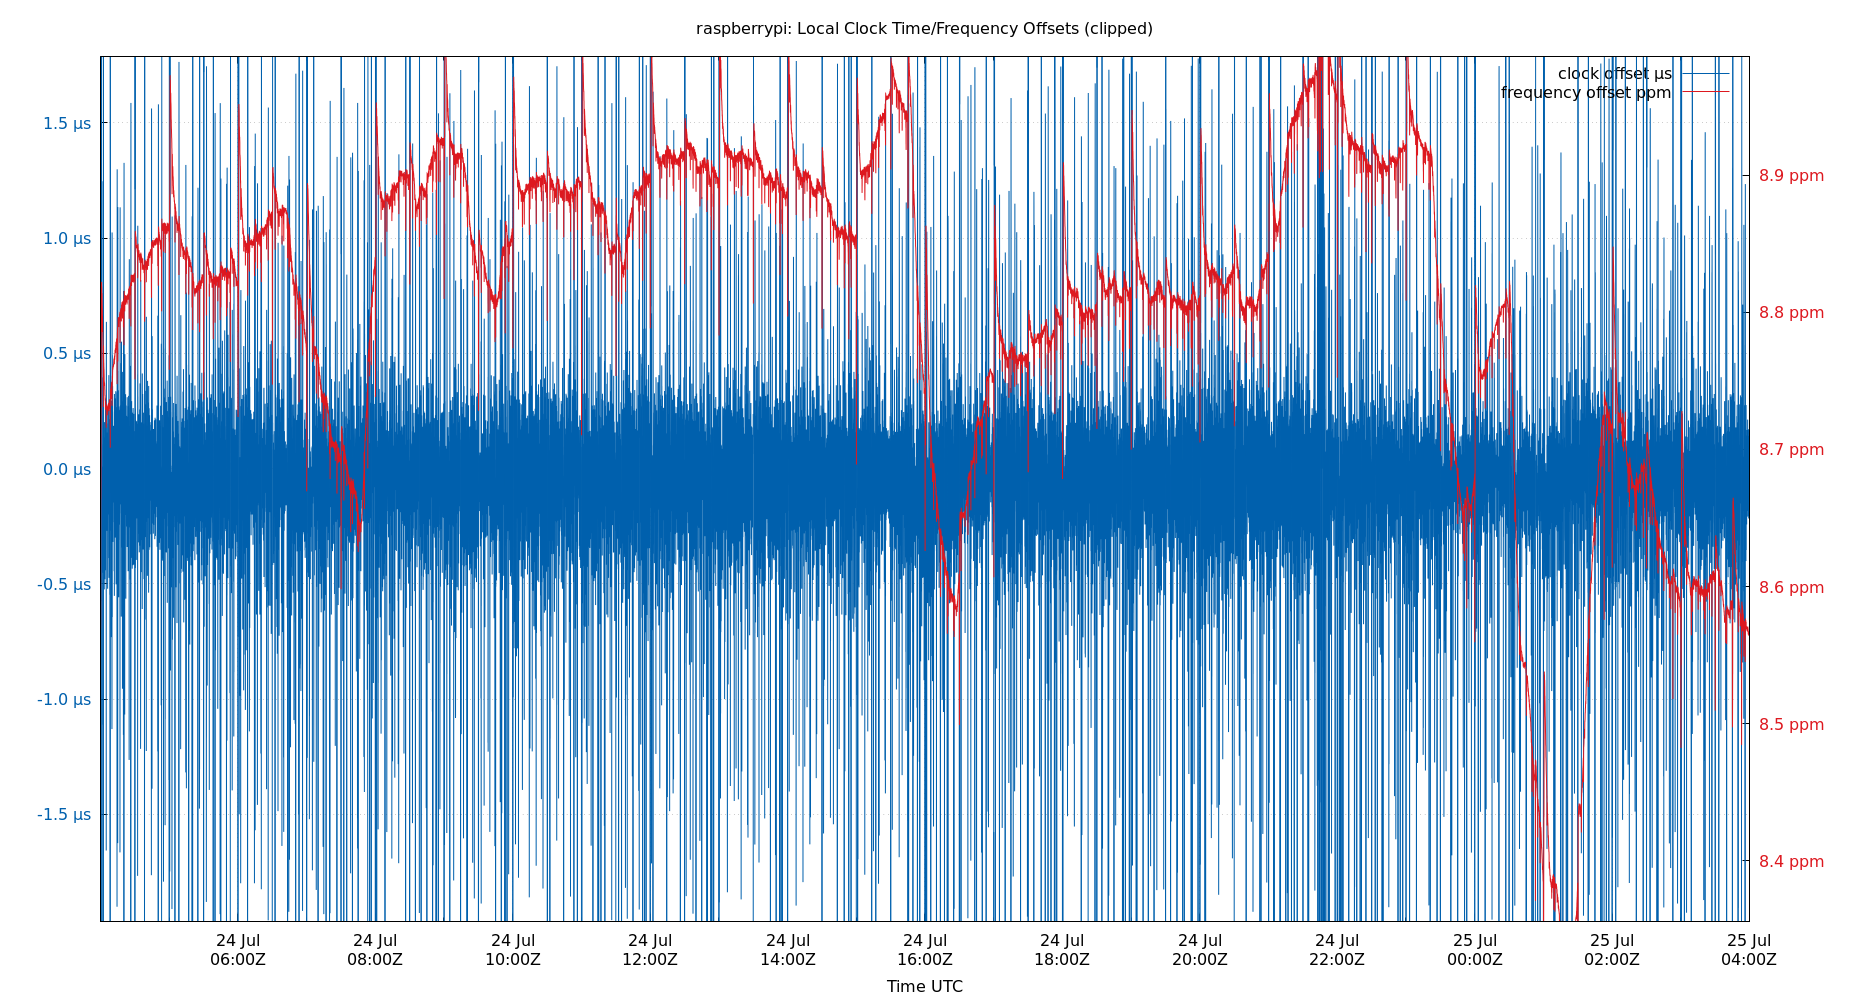 raspberrypi: Local Clock Time/Frequency Offsets (clipped)
clock offset µs
frequency offset ppm
1.5 µs
1.0 µs
0.5 µs
0.0 µs
-0.5 µs
-1.0 µs
-1.5 µs
8.9 ppm
8.8 ppm
8.7 ppm
8.6 ppm
8.5 ppm
8.4 ppm
24 Jul 24 Jul 24 Jul 24 Jul 24 Jul 24 Jul 24 Jul 24 Jul 24 Jul 25 Jul 25 Jul 25 Jul
06:00Z 08:00Z 10:00Z 12:00Z 14:00Z 16:00Z 18:00Z 20:00Z 22:00Z 00:00Z 02:00Z 04:00Z
Time UTC